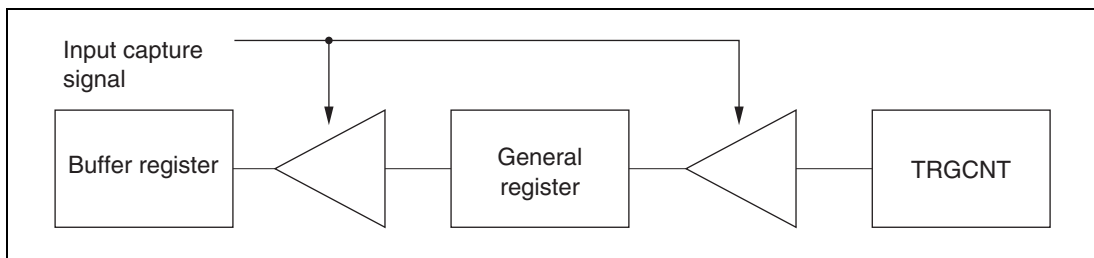 Input capture
signal
Buffer register
General
register
TRGCNT